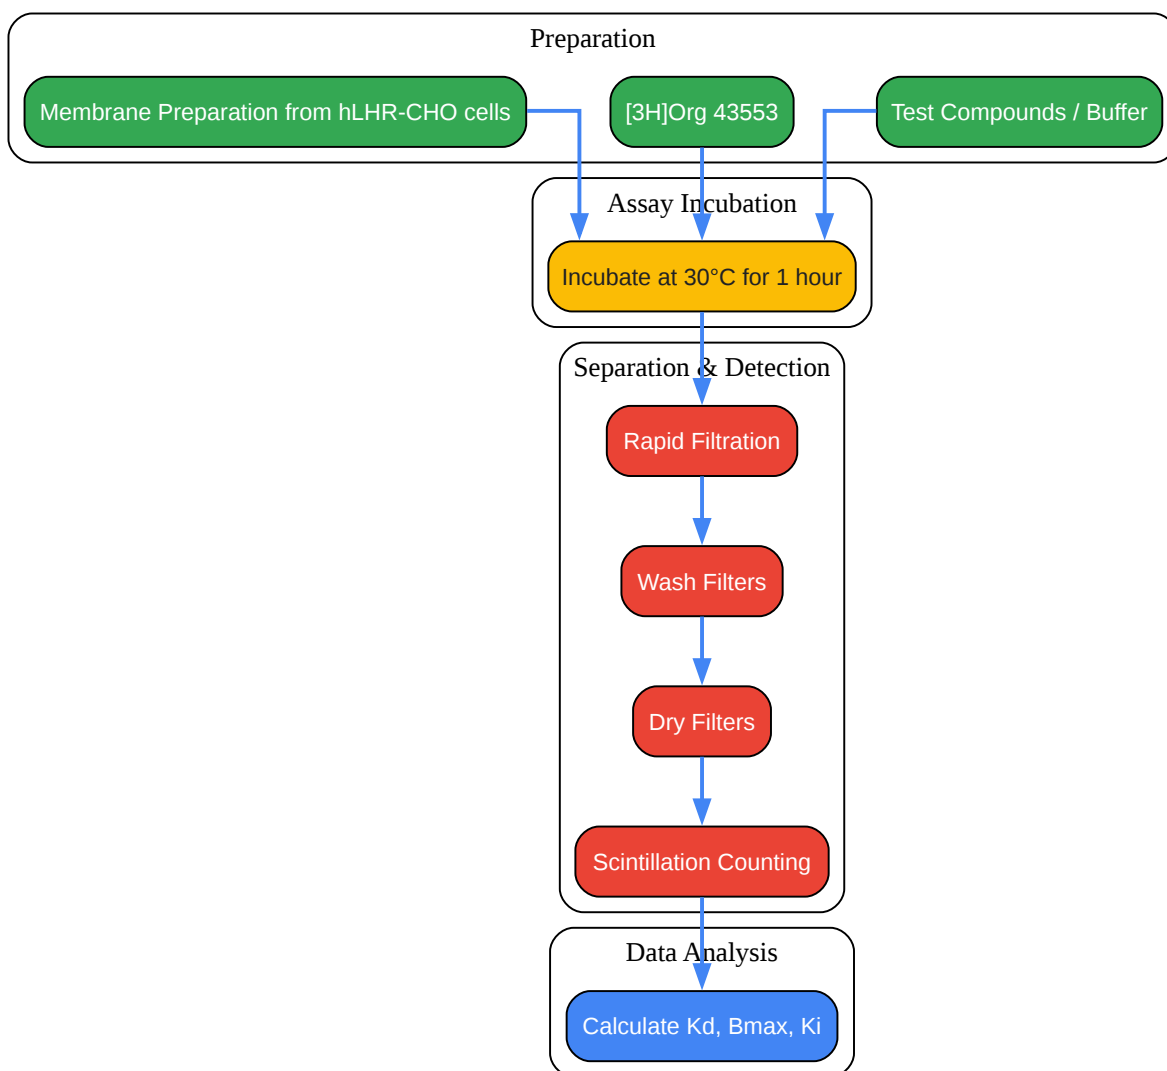 Preparation
Membrane Preparation from hLHR-CHO cells
[3H]Org 43553
Test Compounds / Buffer
Assay Incubation
Incubate at 30°C for 1 hour
Separation & Detection
Rapid Filtration
Wash Filters
Dry Filters
Scintillation Counting
Data Analysis
Calculate Kd, Bmax, Ki